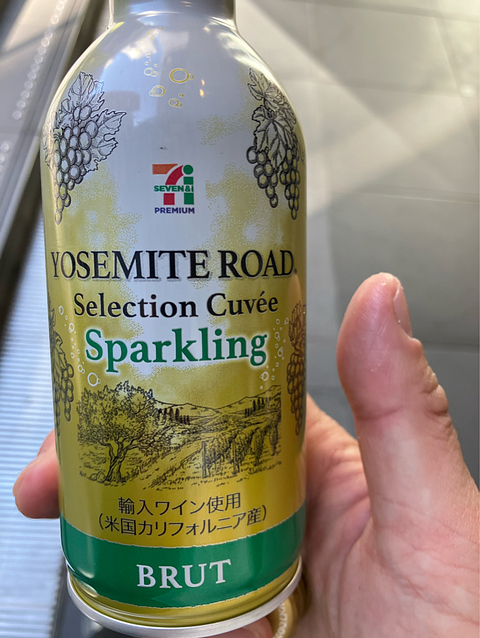 7
SEVEN&i
PREMIUM
YOSEMITE ROAD®
Selection Cuvée
Sparkling
輸入ワイン使用
(米国カリフォルニア産)
BRUT